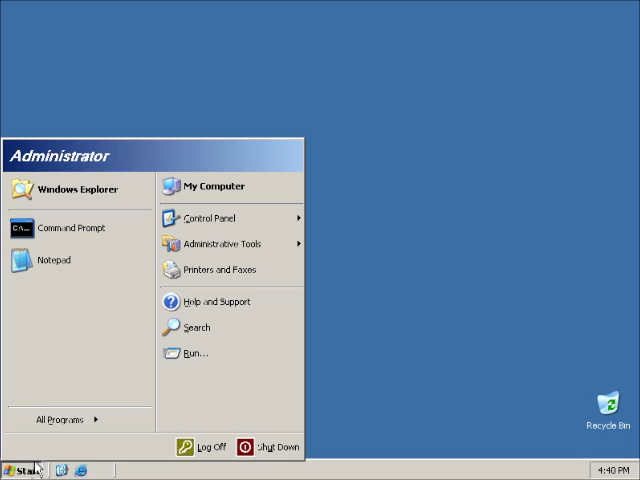 Administrator
Windows Explorer
Command Prompt
Notepad
All Programs
My Computer
Control Panel
Administrative Tools
Printers and Faxes
Help and Support
Search
Run...
Log Off
Shut Down
Recycle Bin
Start
4:40 PM